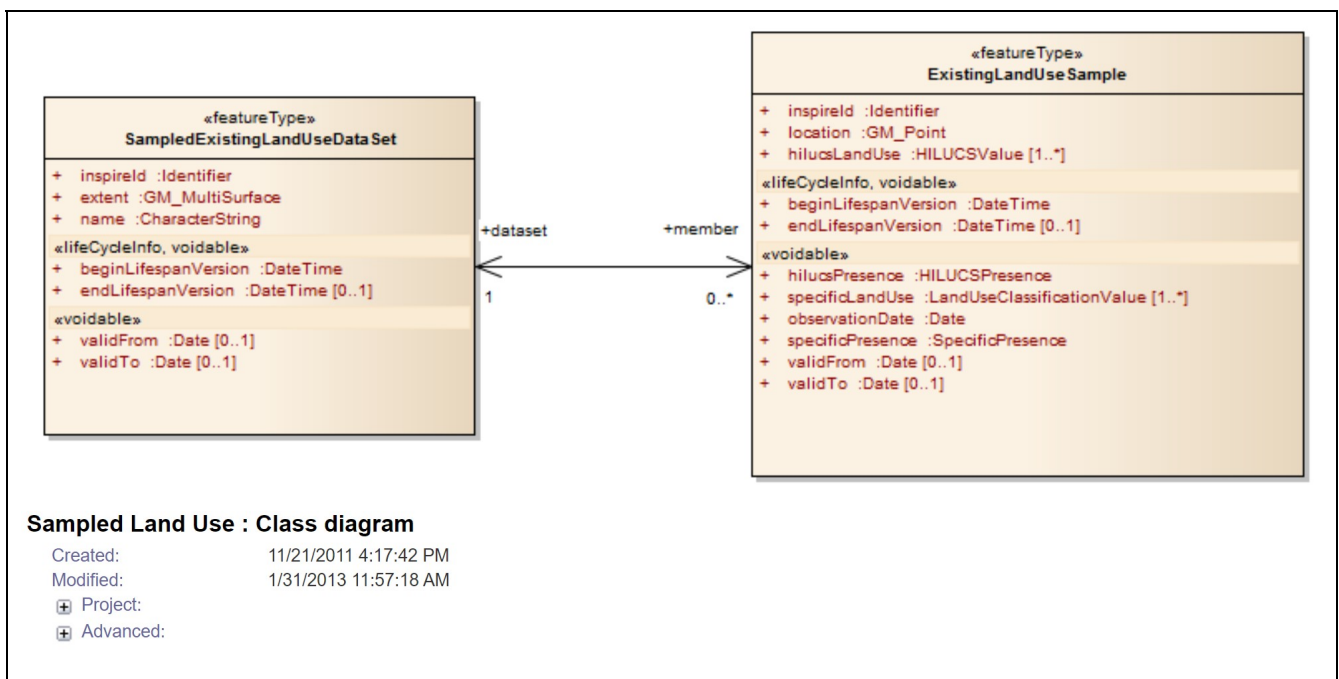 «featureType»
SampledExistingLandUseDataSet
+ inspireId :Identifier
+ extent :GM_MultiSurface
+ name :CharacterString
«lifeCycleInfo, voidable»
+ beginLifespanVersion :DateTime
+ endLifespanVersion :DateTime [0..1]
«voidable»
+ validFrom :Date [0..1]
+ validTo :Date [0..1]
+dataset
1
+member
0..*
«featureType»
ExistingLandUseSample
+ inspireId :Identifier
+ location :GM_Point
+ hilucsLandUse :HILUCSValue [1..*]
«lifeCycleInfo, voidable»
+ beginLifespanVersion :DateTime
+ endLifespanVersion :DateTime [0..1]
«voidable»
+ hilucsPresence :HILUCSPresence
+ specificLandUse :LandUseClassificationValue [1..*]
+ observationDate :Date
+ specificPresence :SpecificPresence
+ validFrom :Date [0..1]
+ validTo :Date [0..1]
Sampled Land Use : Class diagram
Created: 11/21/2011 4:17:42 PM
Modified: 1/31/2013 11:57:18 AM
Project:
Advanced: